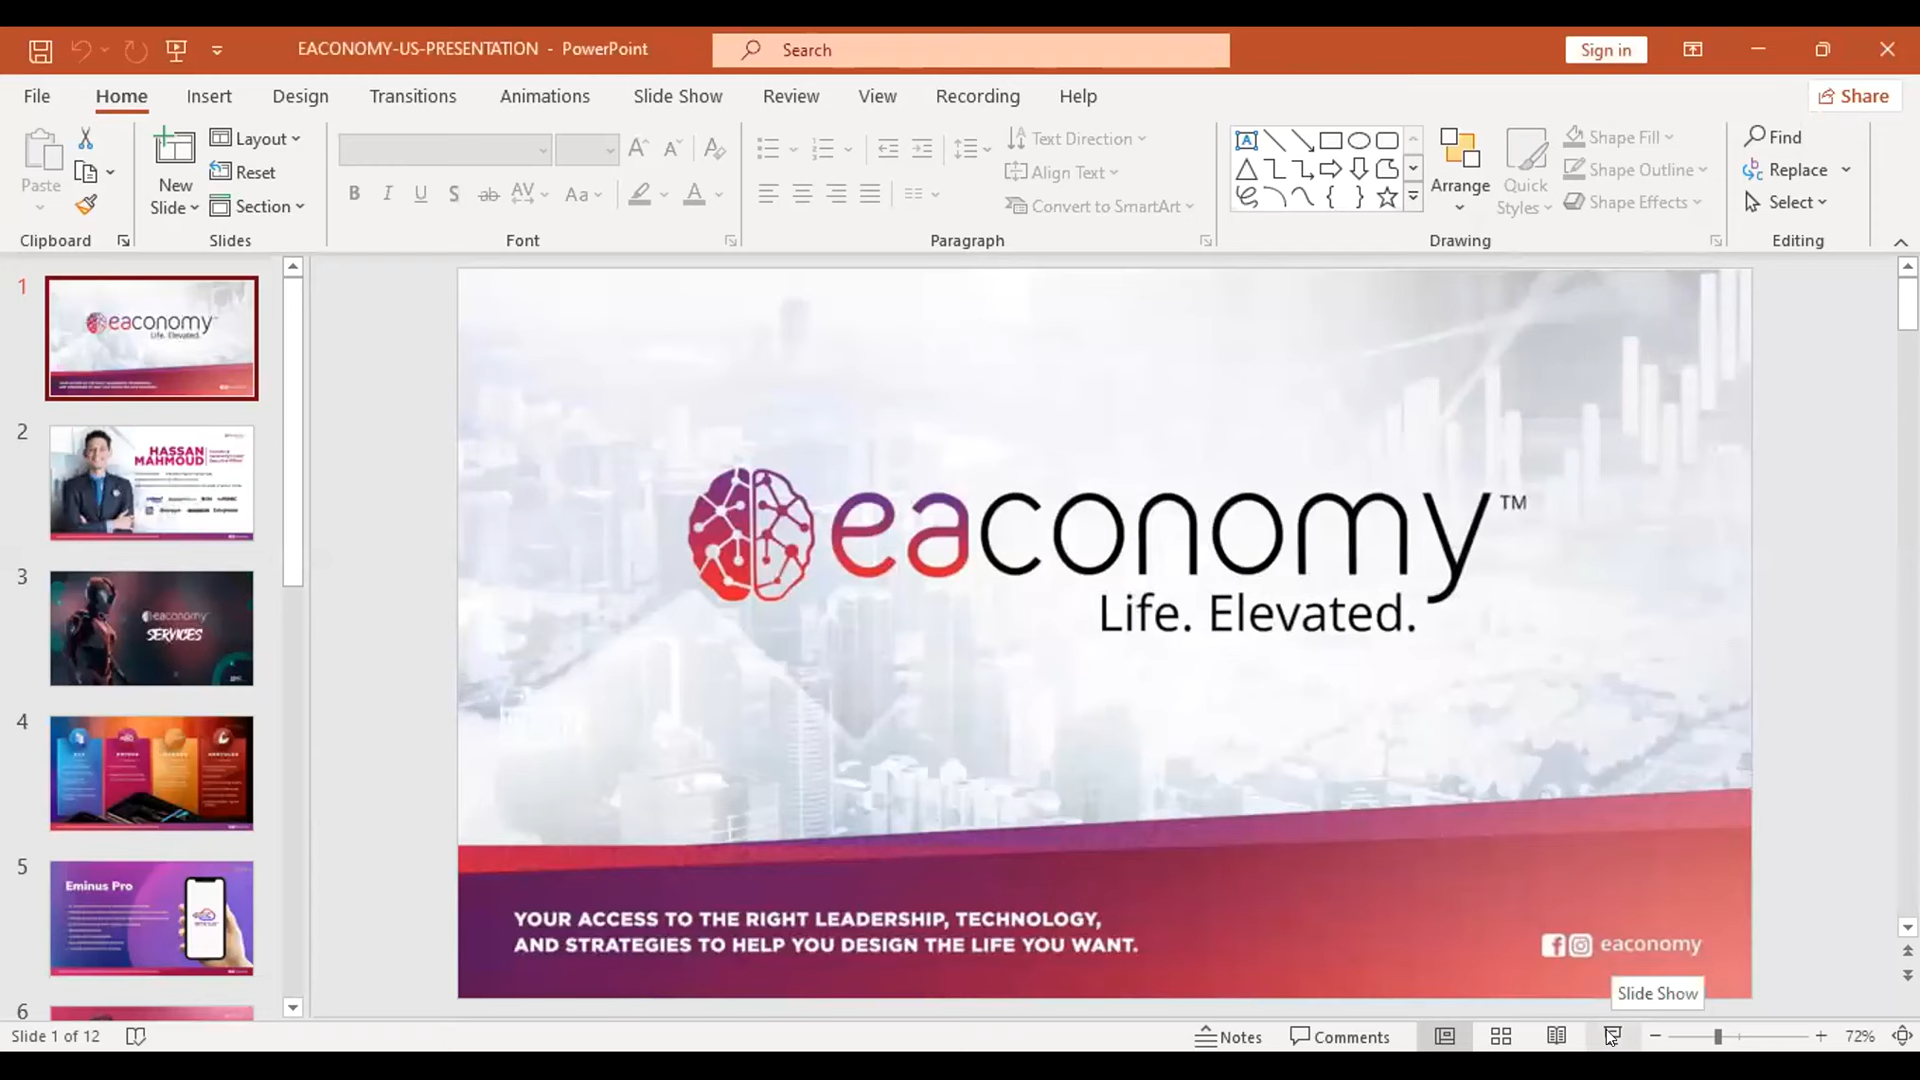 EACONOMY-US-PRESENTATION - PowerPoint
Search
Sign in
File Home Insert Design Transitions Animations Slide Show Review View Recording Help
Share
Paste
New Slide
Layout
Reset
Section
Text Direction
Align Text
Convert to SmartArt
Arrange
Quick Styles
Shape Fill
Shape Outline
Shape Effects
Find
Replace
Select
Clipboard Slides Font Paragraph Drawing Editing
1
eaconomy
Life. Elevated.
2
HASSAN
MAHMOUD
3
eaconomy
SERVICES
4
5
Eminus Pro
6
eaconomy™
Life. Elevated.
YOUR ACCESS TO THE RIGHT LEADERSHIP, TECHNOLOGY,
AND STRATEGIES TO HELP YOU DESIGN THE LIFE YOU WANT.
eaconomy
Slide Show
Slide 1 of 12
Notes
Comments
72%